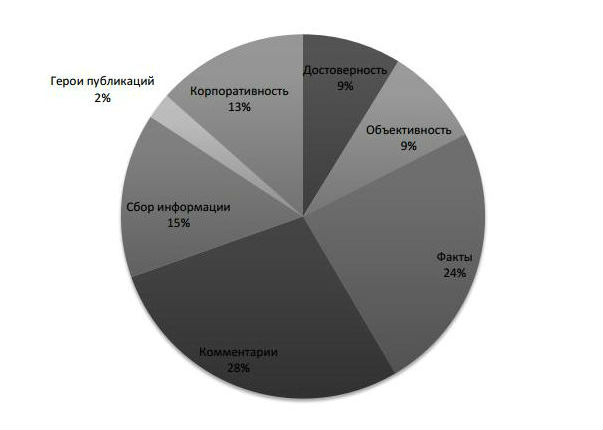 Достоверность
9%
Объективность
9%
Факты
24%
Комментарии
28%
Сбор информации
15%
Герои публикаций
2%
Корпоративность
13%